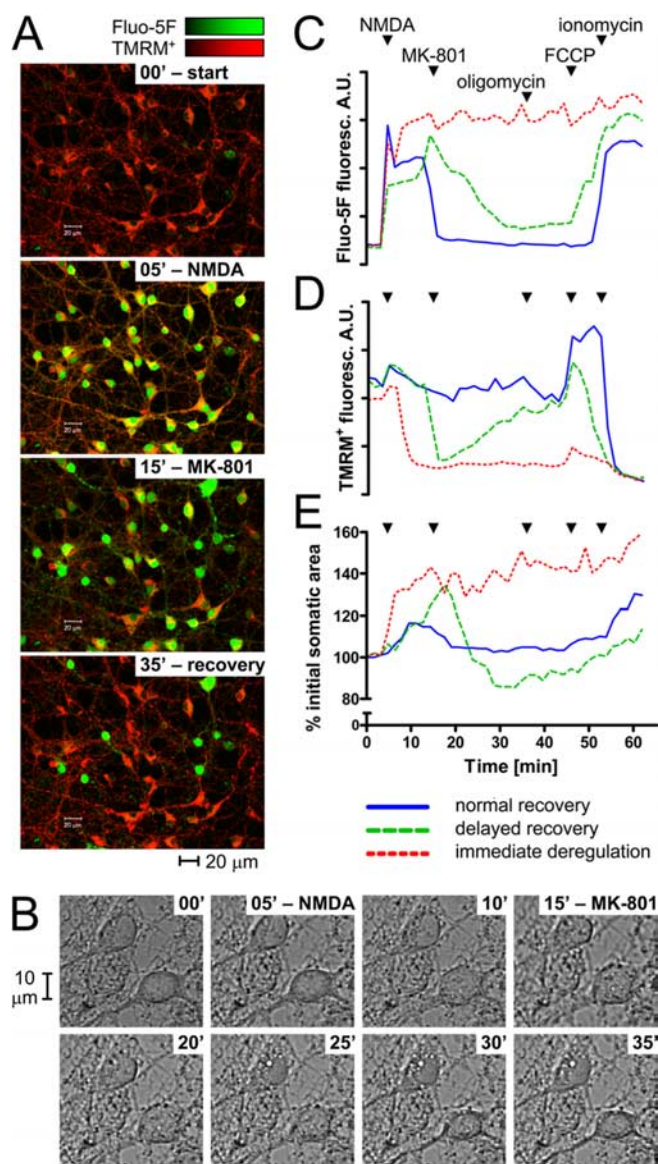 A
Fluo-5F
TMRM+
00' – start
20 µm
05' – NMDA
20 µm
15' – MK-801
20 µm
35' – recovery
20 µm
20 µm
C
NMDA
MK-801
oligomycin
FCCP
ionomycin
Fluo-5F fluoresc. A.U.
D
TMRM+ fluoresc. A.U.
E
% initial somatic area
160
140
120
100
80
0
0 10 20 30 40 50 60
Time [min]
normal recovery
delayed recovery
immediate deregulation
B
10 µm
00'
05' – NMDA
10'
15' – MK-801
20'
25'
30'
35'